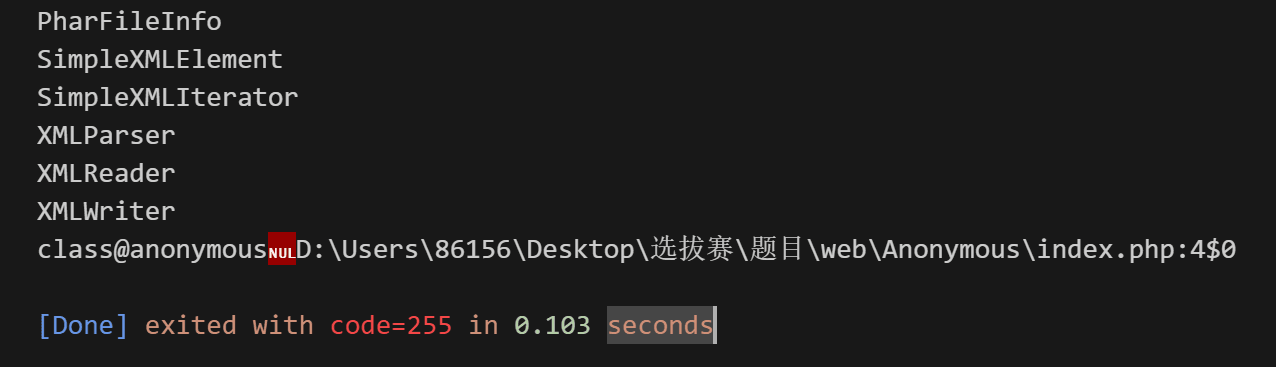 PharFileInfo
SimpleXMLElement
SimpleXMLIterator
XMLParser
XMLReader
XMLWriter
class@anonymousNULD:\Users\86156\Desktop\选拔赛\题目\web\Anonymous\index.php:4$0
[Done] exited with code=255 in 0.103 seconds